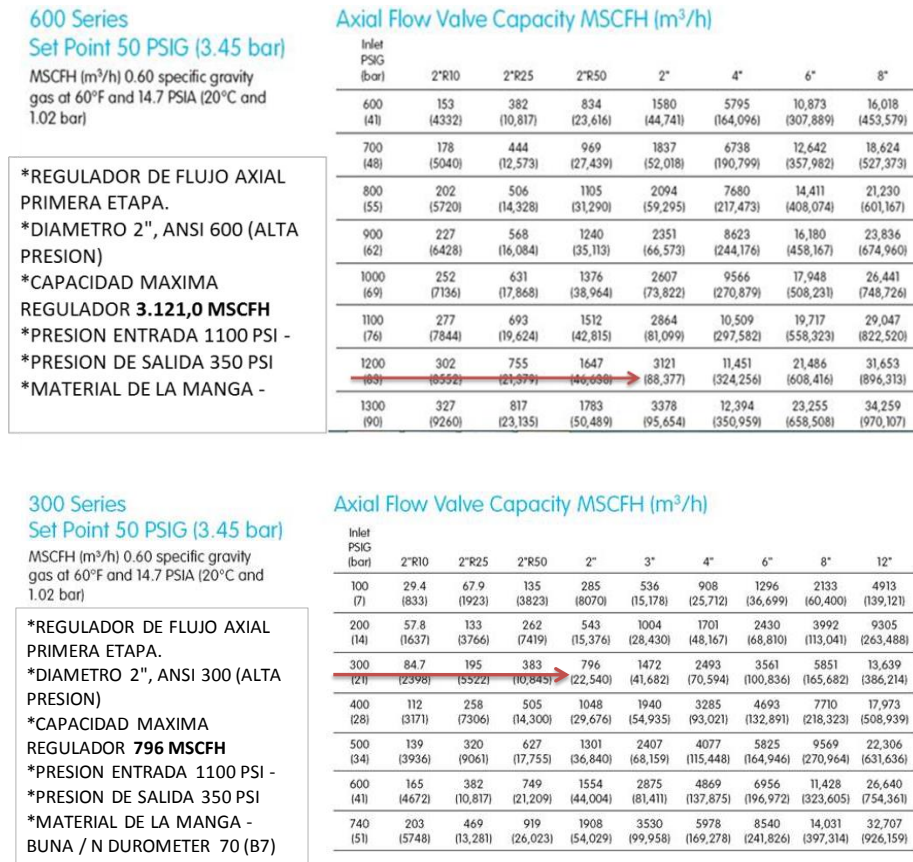 600 Series
Set Point 50 PSIG (3.45 bar)
MSCFH (m³/h) 0.60 specific gravity
gas at 60°F and 14.7 PSIA (20°C and
1.02 bar)
*REGULADOR DE FLUJO AXIAL
PRIMERA ETAPA.
*DIAMETRO 2", ANSI 600 (ALTA
PRESION)
*CAPACIDAD MAXIMA
REGULADOR 3.121,0 MSCFH
*PRESION ENTRADA 1100 PSI -
*PRESION DE SALIDA 350 PSI
*MATERIAL DE LA MANGA -
Axial Flow Valve Capacity MSCFH (m³/h)
Inlet
PSIG
(bar) 2"R10 2"R25 2"R50 2" 4" 6" 8"
600 153 382 834 1580 5795 10,873 16,018
(41) (4332) (10,817) (23,616) (44,741) (164,096) (307,889) (453,579)
700 178 444 969 1837 6738 12,642 18,624
(48) (5040) (12,573) (27,439) (52,018) (190,799) (357,982) (527,373)
800 202 506 1105 2094 7680 14,411 21,230
(55) (5720) (14,328) (31,290) (59,295) (217,473) (408,074) (601,167)
900 227 568 1240 2351 8623 16,180 23,836
(62) (6428) (16,084) (35,113) (66,573) (244,176) (458,167) (674,960)
1000 252 631 1376 2607 9566 17,948 26,441
(69) (7136) (17,868) (38,964) (73,822) (270,879) (508,231) (748,726)
1100 277 693 1512 2864 10,509 19,717 29,047
(76) (7844) (19,624) (42,815) (81,099) (297,582) (558,323) (822,520)
1200 302 755 1647 3121 11,451 21,486 31,653
(83) (8552) (21,379) (46,638) (88,377) (324,256) (608,416) (896,313)
1300 327 817 1783 3378 12,394 23,255 34,259
(90) (9260) (23,135) (50,489) (95,654) (350,959) (658,508) (970,107)
300 Series
Set Point 50 PSIG (3.45 bar)
MSCFH (m³/h) 0.60 specific gravity
gas at 60°F and 14.7 PSIA (20°C and
1.02 bar)
*REGULADOR DE FLUJO AXIAL
PRIMERA ETAPA.
*DIAMETRO 2", ANSI 300 (ALTA
PRESION)
*CAPACIDAD MAXIMA
REGULADOR 796 MSCFH
*PRESION ENTRADA 1100 PSI -
*PRESION DE SALIDA 350 PSI
*MATERIAL DE LA MANGA -
BUNA / N DUROMETER 70 (B7)
Axial Flow Valve Capacity MSCFH (m³/h)
Inlet
PSIG
(bar) 2"R10 2"R25 2"R50 2" 3" 4" 6" 8" 12"
100 29.4 67.9 135 285 536 908 1296 2133 4913
(7) (833) (1923) (3823) (8070) (15,178) (25,712) (36,699) (60,400) (139,121)
200 57.8 133 262 543 1004 1701 2430 3992 9305
(14) (1637) (3766) (7419) (15,376) (28,430) (48,167) (68,810) (113,041) (263,488)
300 84.7 195 383 796 1472 2493 3561 5851 13,639
(21) (2398) (5522) (10,845) (22,540) (41,682) (70,594) (100,836) (165,682) (386,214)
400 112 258 505 1048 1940 3285 4693 7710 17,973
(28) (3171) (7306) (14,300) (29,676) (54,935) (93,021) (132,891) (218,323) (508,939)
500 139 320 627 1301 2407 4077 5825 9569 22,306
(34) (3936) (9061) (17,755) (36,840) (68,159) (115,448) (164,946) (270,964) (631,636)
600 165 382 749 1554 2875 4869 6956 11,428 26,640
(41) (4672) (10,817) (21,209) (44,004) (81,411) (137,875) (196,972) (323,605) (754,361)
740 203 469 919 1908 3530 5978 8540 14,031 32,707
(51) (5748) (13,281) (26,023) (54,029) (99,958) (169,278) (241,826) (397,314) (926,159)